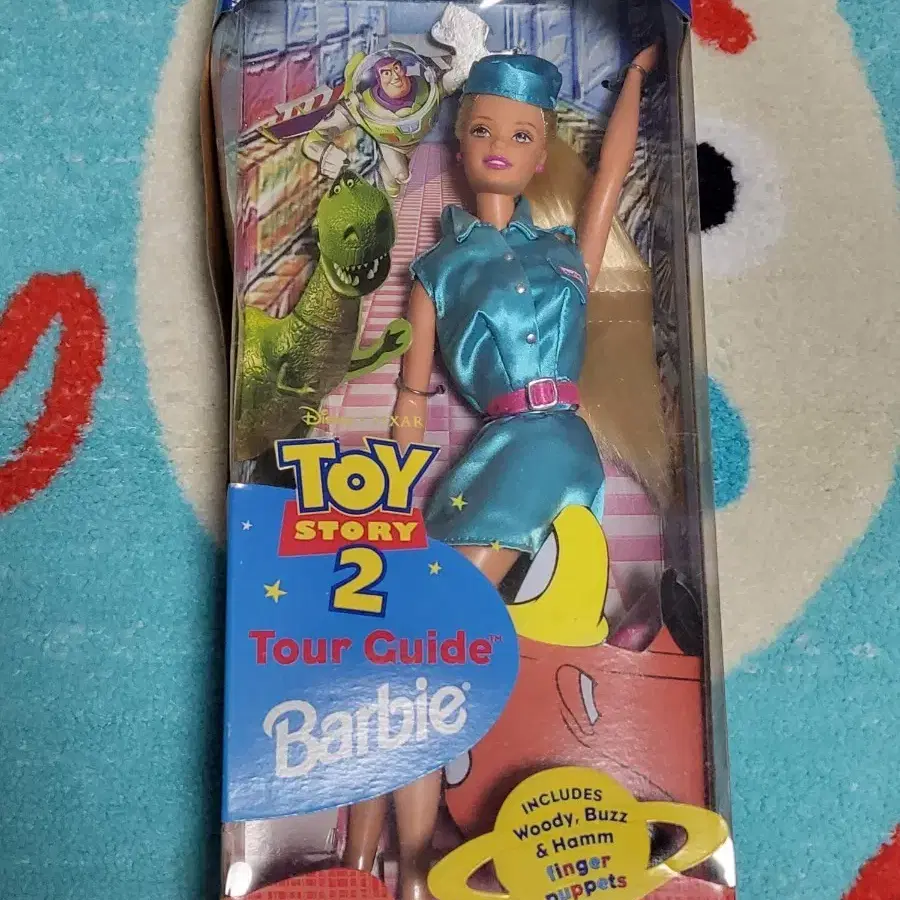 Disney PIXAR
TOY
STORY
2
Tour Guide™
Barbie®
INCLUDES
Woody, Buzz
& Hamm
finger
puppets